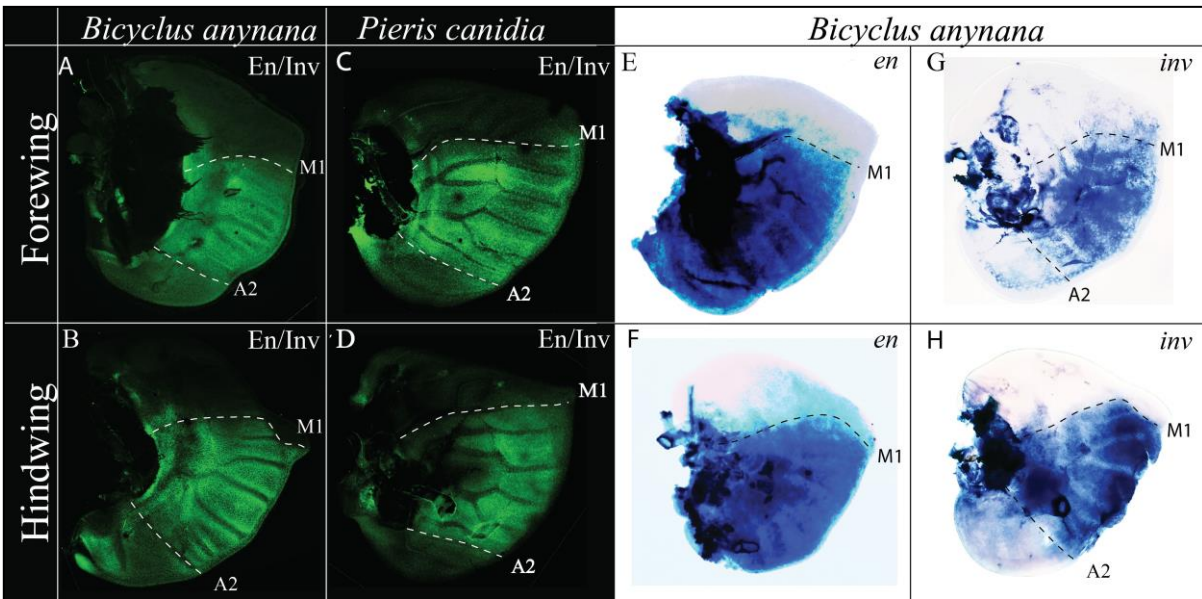 Bicyclus anynana Pieris canidia Bicyclus anynana
Forewing
A En/Inv C En/Inv E en G inv
M1 M1 M1 M1
A2 A2 A2
Hindwing
B En/Inv D En/Inv F en H inv
M1 M1 M1 M1
A2 A2 A2